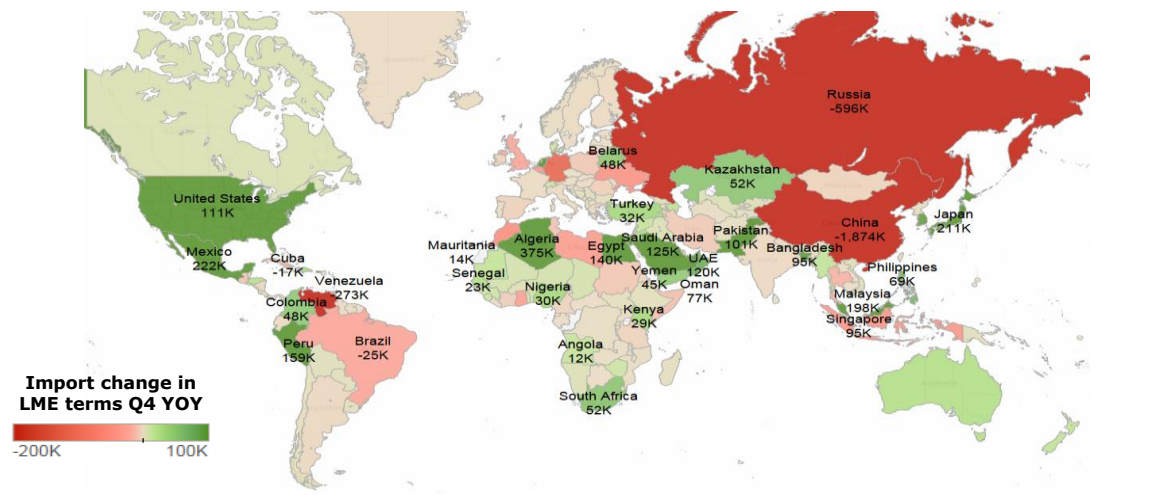 Russia
-596K
Belarus
48K
Kazakhstan
52K
United States
111K
Turkey
32K
Japan
211K
China
-1,874K
Pakistan
101K
Mauritania
14K
Algeria
375K
Egypt
140K
Saudi Arabia
125K
Bangladesh
95K
Mexico
222K
Cuba
-17K
UAE
120K
Philippines
69K
Senegal
23K
Yemen
45K
Oman
77K
Venezuela
-273K
Nigeria
30K
Malaysia
198K
Colombia
48K
Kenya
29K
Singapore
95K
Peru
159K
Brazil
-25K
Angola
12K
South Africa
52K
Import change in
LME terms Q4 YOY
-200K
100K